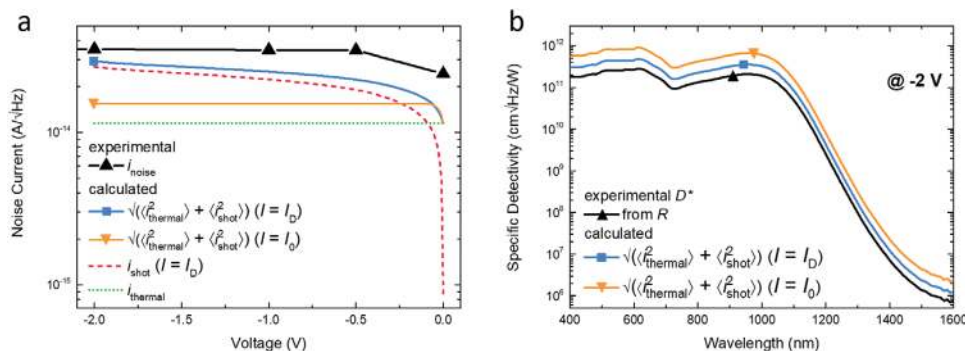 a
Noise Current (A/√Hz)
10⁻¹⁴
10⁻¹⁵
experimental
i_noise
calculated
√(⟨i²_thermal⟩ + ⟨i²_shot⟩) (I = I_D)
√(⟨i²_thermal⟩ + ⟨i²_shot⟩) (I = I_0)
i_shot (I = I_D)
i_thermal
-2.0 -1.5 -1.0 -0.5 0.0
Voltage (V)
b
Specific Detectivity (cm√Hz/W)
10¹³
10¹²
10¹¹
10¹⁰
10⁹
10⁸
10⁷
10⁶
@ -2 V
experimental D*
from R
calculated
√(⟨i²_thermal⟩ + ⟨i²_shot⟩) (I = I_D)
√(⟨i²_thermal⟩ + ⟨i²_shot⟩) (I = I_0)
400 600 800 1000 1200 1400 1600
Wavelength (nm)